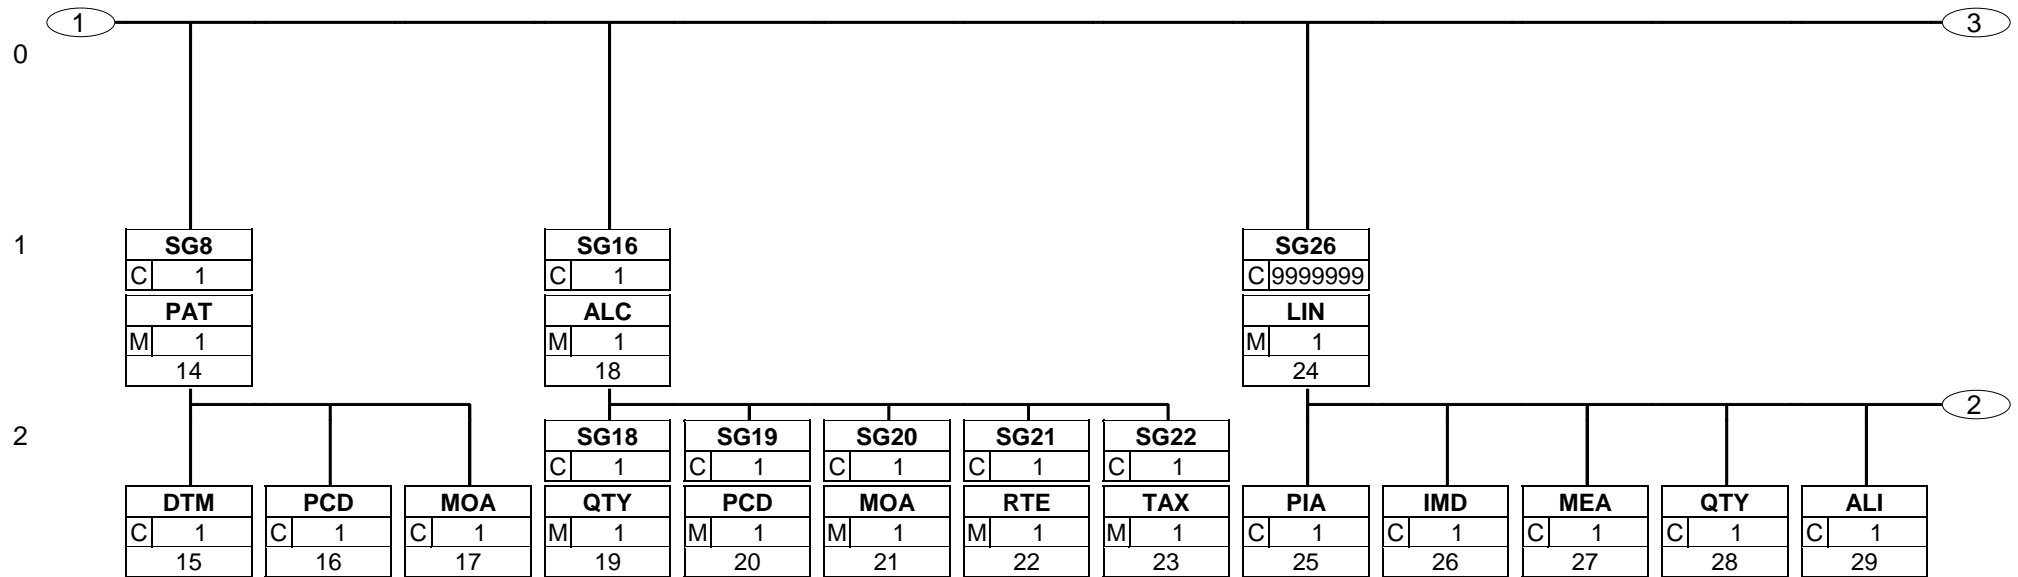 1 3
0
1 SG8 SG16 SG26
C 1 C 1 C 9999999
PAT ALC LIN
M 1 M 1 M 1
14 18 24
2
2 SG18 SG19 SG20 SG21 SG22
C 1 C 1 C 1 C 1 C 1
DTM PCD MOA QTY PCD MOA RTE TAX PIA IMD MEA QTY ALI
C 1 C 1 C 1 M 1 M 1 M 1 M 1 M 1 C 1 C 1 C 1 C 1 C 1
15 16 17 19 20 21 22 23 25 26 27 28 29